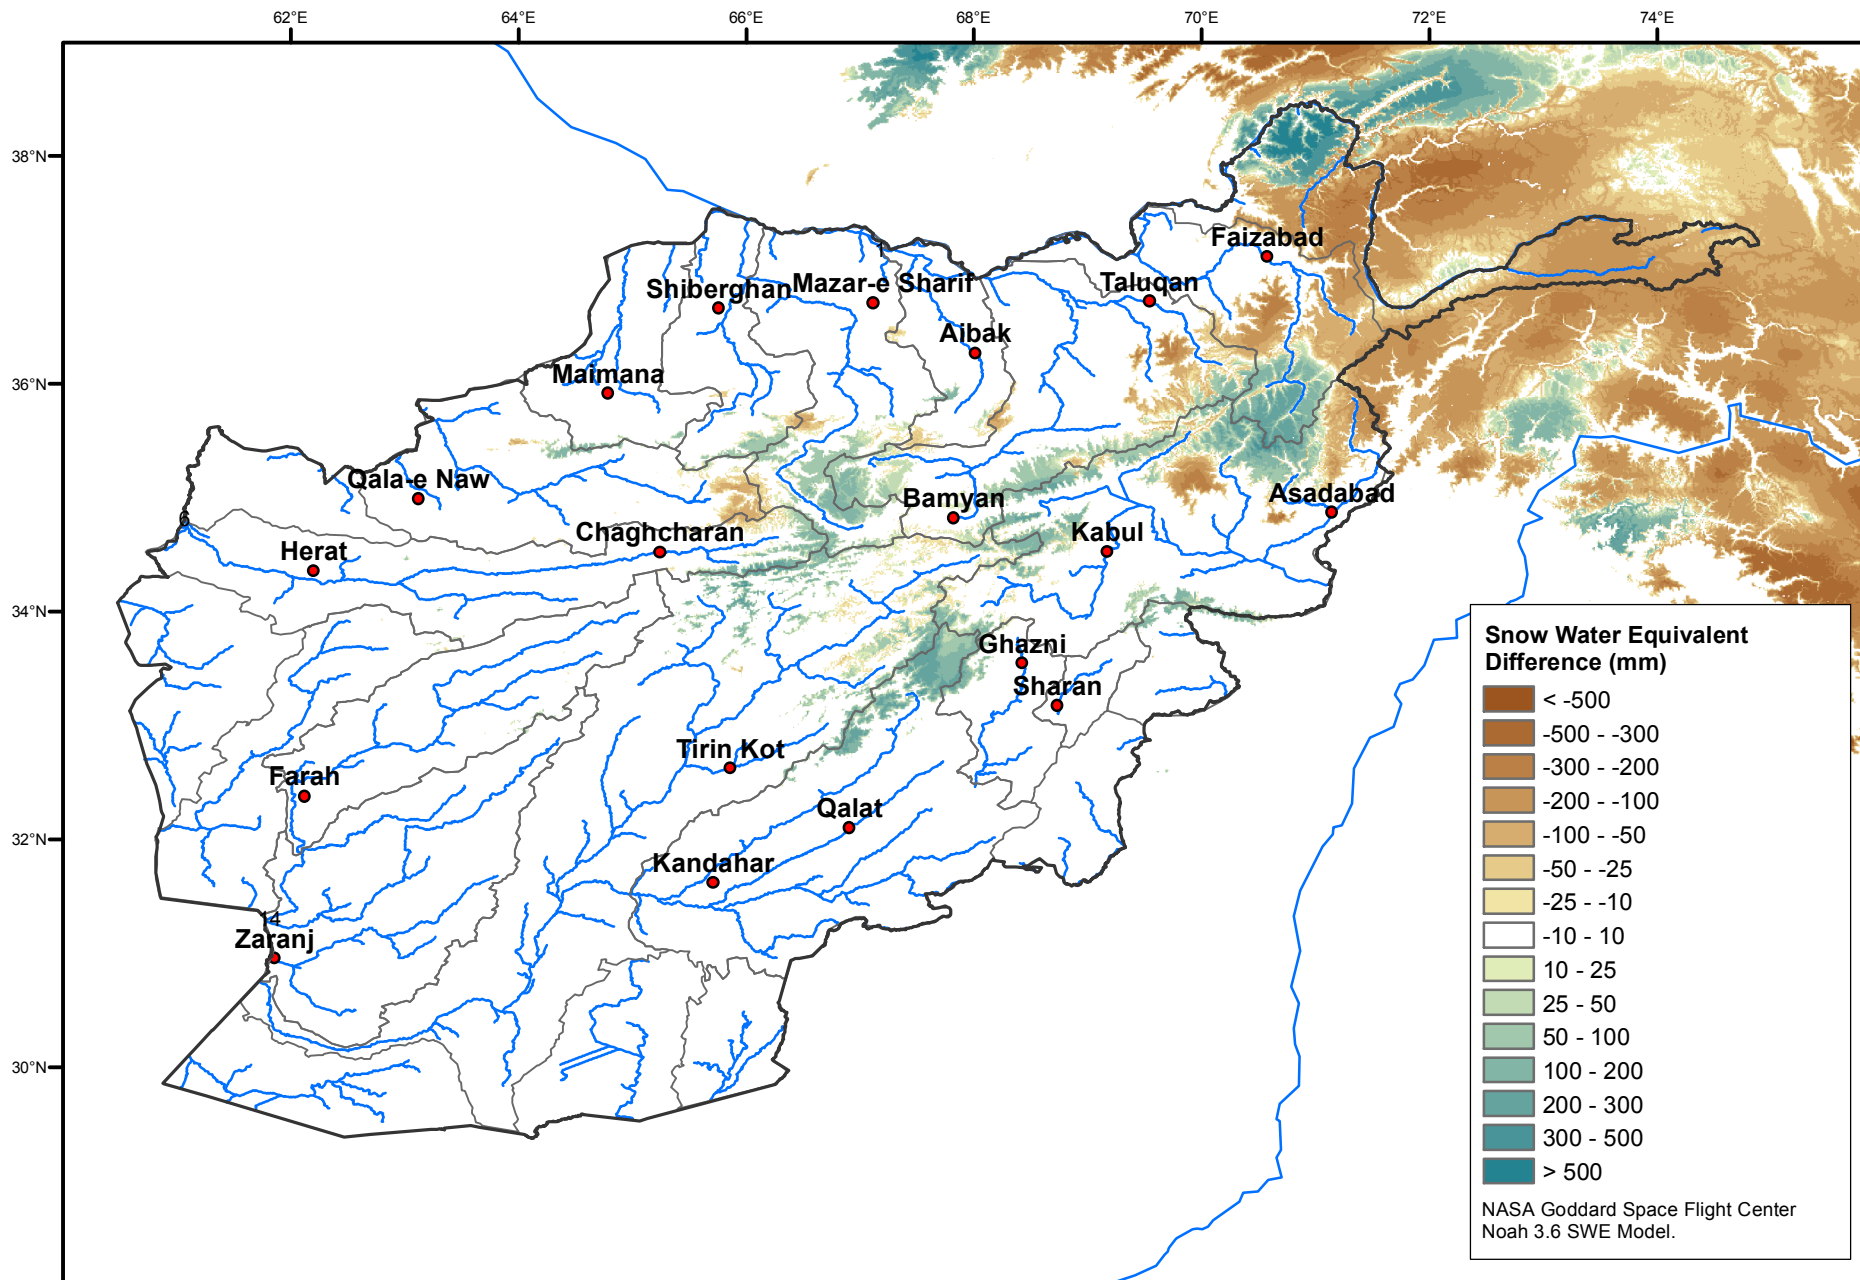 62°E 64°E 66°E 68°E 70°E 72°E 74°E
38°N
Faizabad
Shiberghan Mazar-e Sharif Taluqan
Aibak
36°N
Maimana
Qala-e Naw
Bamyan Asadabad
6
Chaghcharan Kabul
Herat
34°N
Ghazni
Sharan
Tirin Kot
Farah
Qalat
32°N
Kandahar
14
Zaranj
30°N
Snow Water Equivalent
Difference (mm)
< -500
-500 - -300
-300 - -200
-200 - -100
-100 - -50
-50 - -25
-25 - -10
-10 - 10
10 - 25
25 - 50
50 - 100
100 - 200
200 - 300
300 - 500
> 500
NASA Goddard Space Flight Center
Noah 3.6 SWE Model.